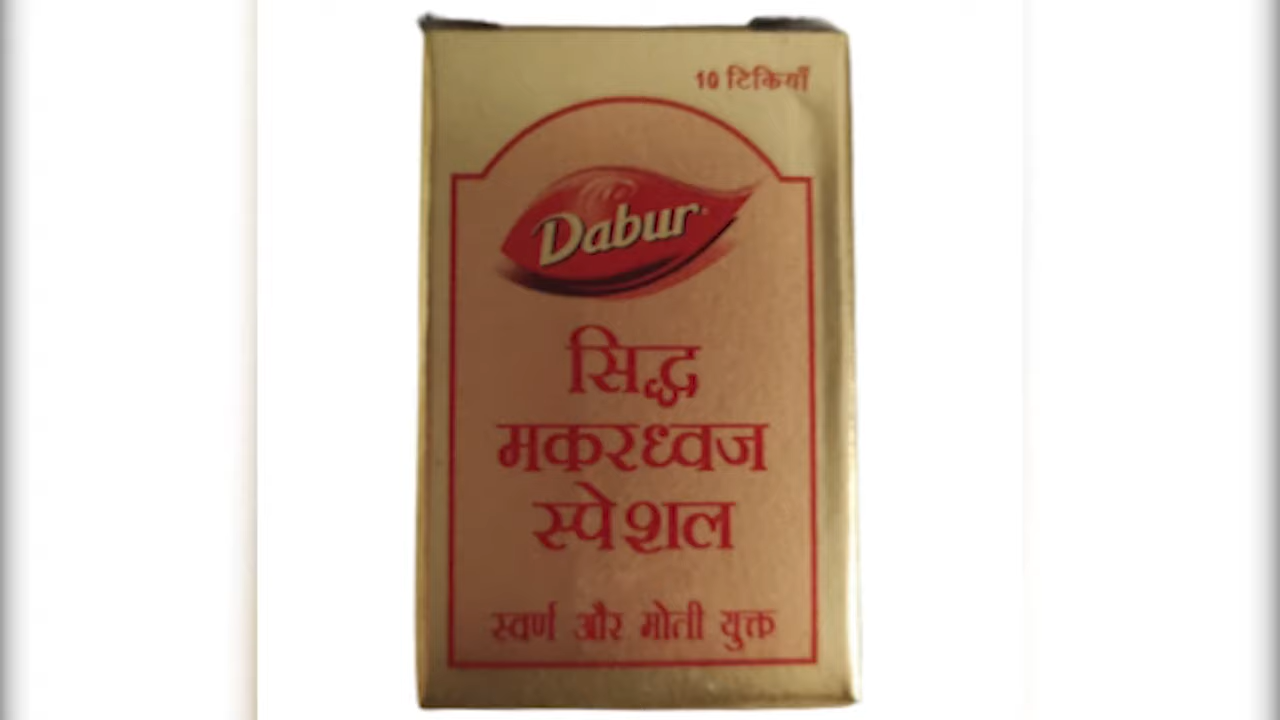 10 टिकियाँ
Dabur
सिद्ध
मकरध्वज
स्पेशल
स्वर्ण और मोती युक्त